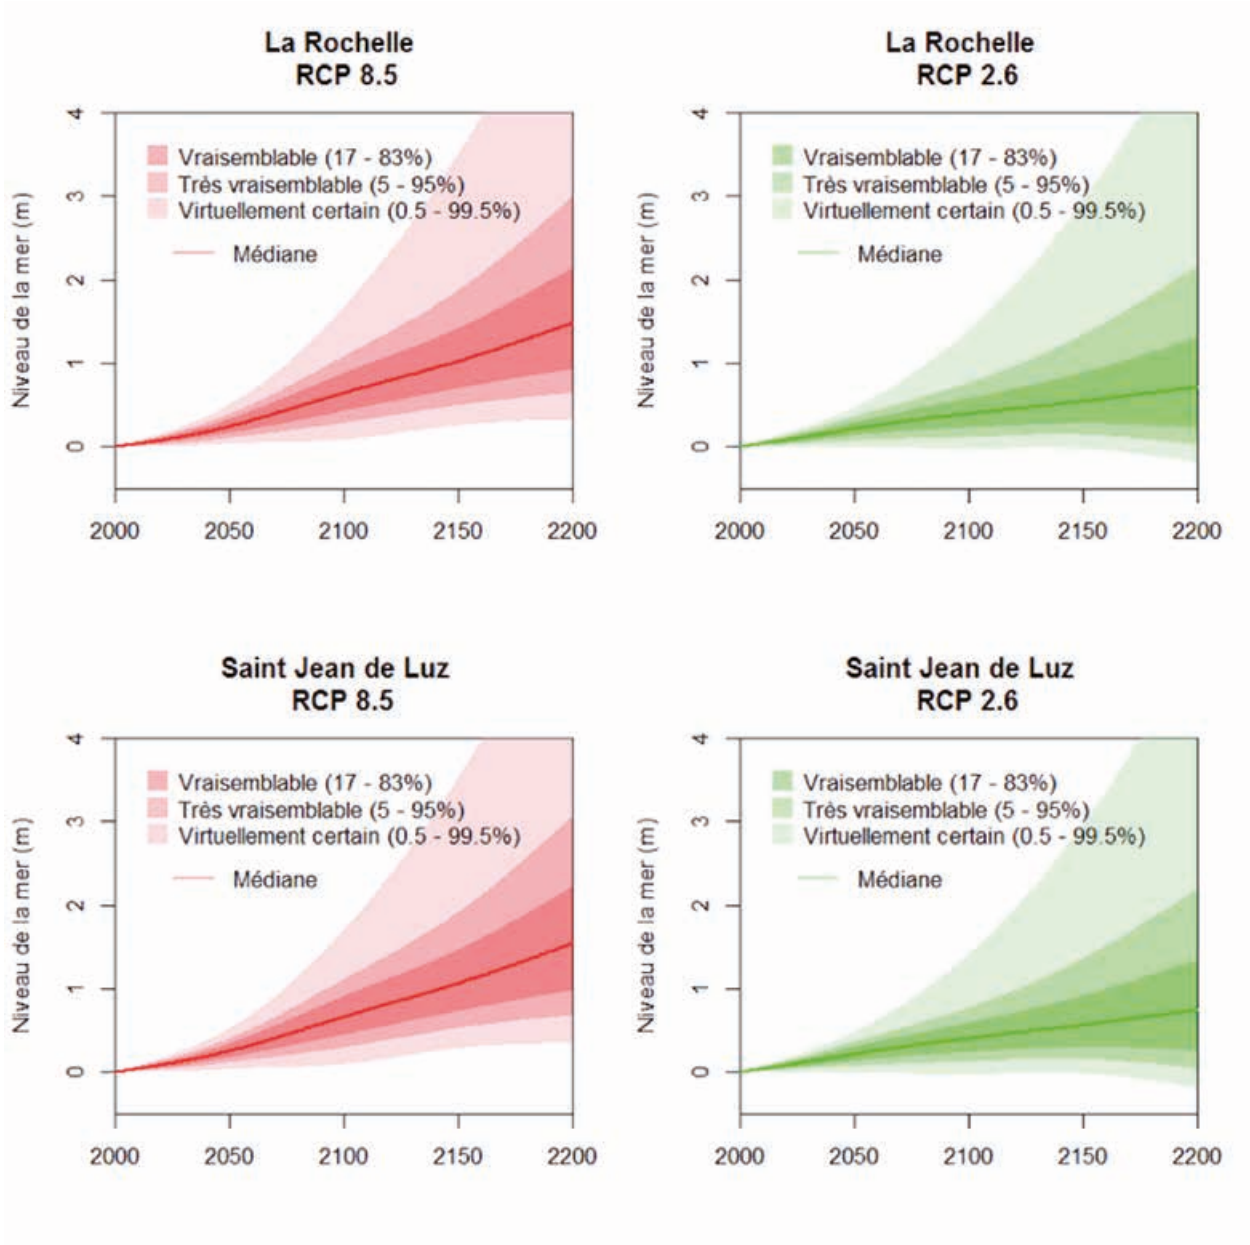 La Rochelle
RCP 8.5
4
3
2
1
0
Niveau de la mer (m)
Vraisemblable (17 - 83%)
Très vraisemblable (5 - 95%)
Virtuellement certain (0.5 - 99.5%)
Médiane
2000 2050 2100 2150 2200
La Rochelle
RCP 2.6
4
3
2
1
0
Niveau de la mer (m)
Vraisemblable (17 - 83%)
Très vraisemblable (5 - 95%)
Virtuellement certain (0.5 - 99.5%)
Médiane
2000 2050 2100 2150 2200
Saint Jean de Luz
RCP 8.5
4
3
2
1
0
Niveau de la mer (m)
Vraisemblable (17 - 83%)
Très vraisemblable (5 - 95%)
Virtuellement certain (0.5 - 99.5%)
Médiane
2000 2050 2100 2150 2200
Saint Jean de Luz
RCP 2.6
4
3
2
1
0
Niveau de la mer (m)
Vraisemblable (17 - 83%)
Très vraisemblable (5 - 95%)
Virtuellement certain (0.5 - 99.5%)
Médiane
2000 2050 2100 2150 2200